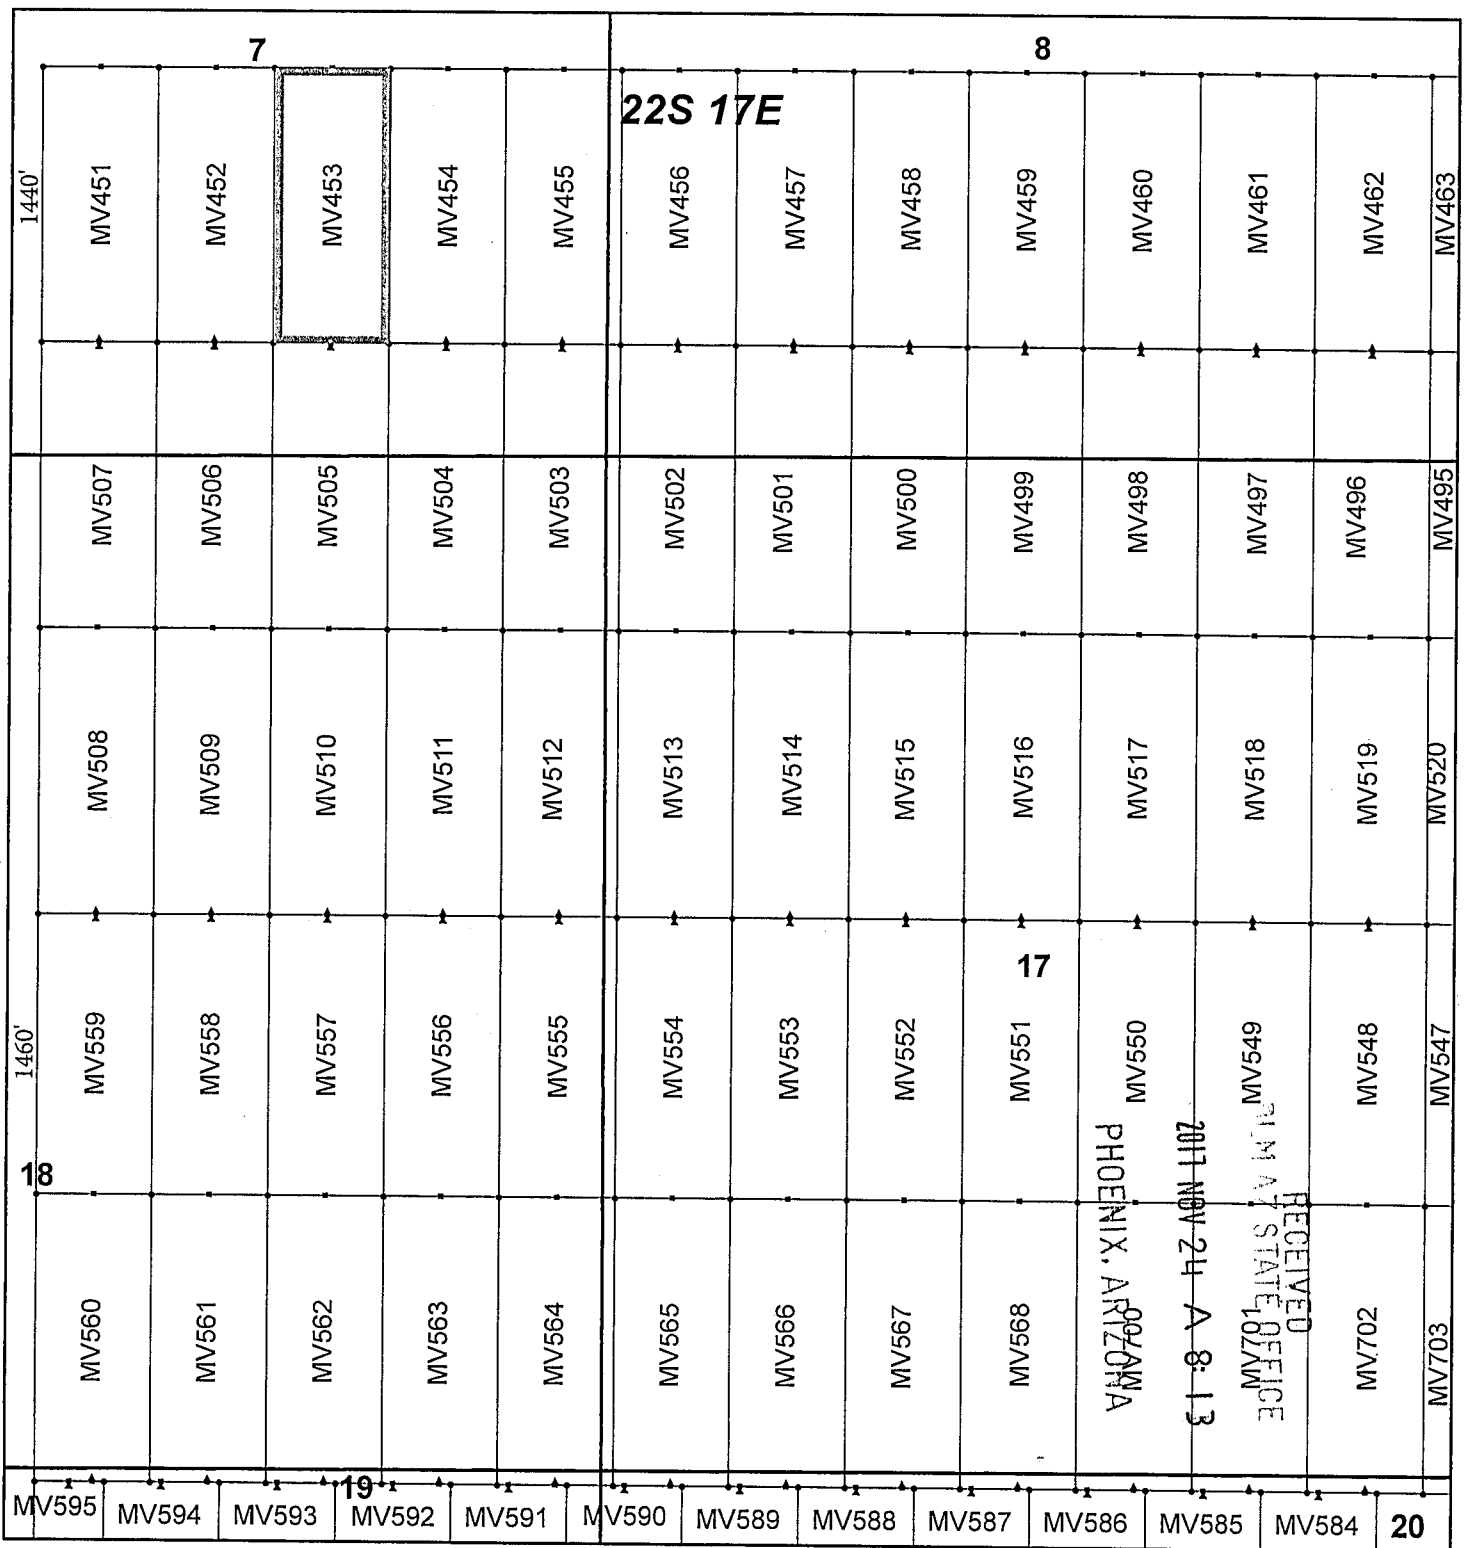 7 8
22S 17E
1440' MV451 MV452 MV453 MV454 MV455 MV456 MV457 MV458 MV459 MV460 MV461 MV462 MV463
MV507 MV506 MV505 MV504 MV503 MV502 MV501 MV500 MV499 MV498 MV497 MV496 MV495
MV508 MV509 MV510 MV511 MV512 MV513 MV514 MV515 MV516 MV517 MV518 MV519 MV520
17
1460' MV559 MV558 MV557 MV556 MV555 MV554 MV553 MV552 MV551 MV550 MV549 MV548 MV547
18
MV560 MV561 MV562 MV563 MV564 MV565 MV566 MV567 MV568 MV700 MV701 MV702 MV703
RECEIVED
BLM AZ STATE OFFICE
2017 NOV 24 A 8:13
PHOENIX, ARIZONA
19
MV595 MV594 MV593 MV592 MV591 MV590 MV589 MV588 MV587 MV586 MV585 MV584 20